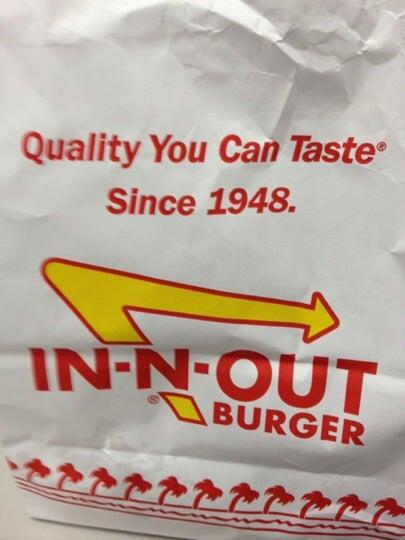 Quality You Can Taste®
Since 1948.
IN-N-OUT
® BURGER